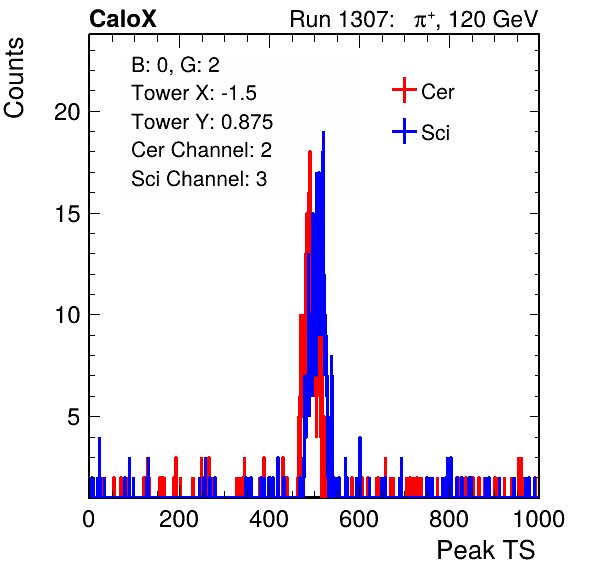 CaloX Run 1307: π⁺, 120 GeV
Counts
B: 0, G: 2
Tower X: -1.5
Tower Y: 0.875
Cer Channel: 2
Sci Channel: 3
Cer
Sci
20
15
10
5
0 200 400 600 800 1000
Peak TS